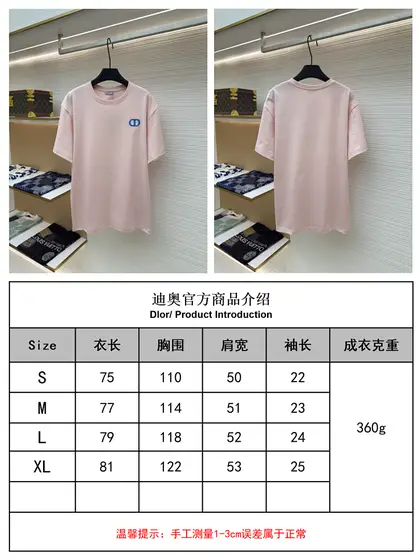 迪奥官方商品介绍
DIor/ Product Introduction
Size 衣长 胸围 肩宽 袖长 成衣克重
S 75 110 50 22
M 77 114 51 23
L 79 118 52 24
XL 81 122 53 25
360g
温馨提示：手工测量1-3cm误差属于正常